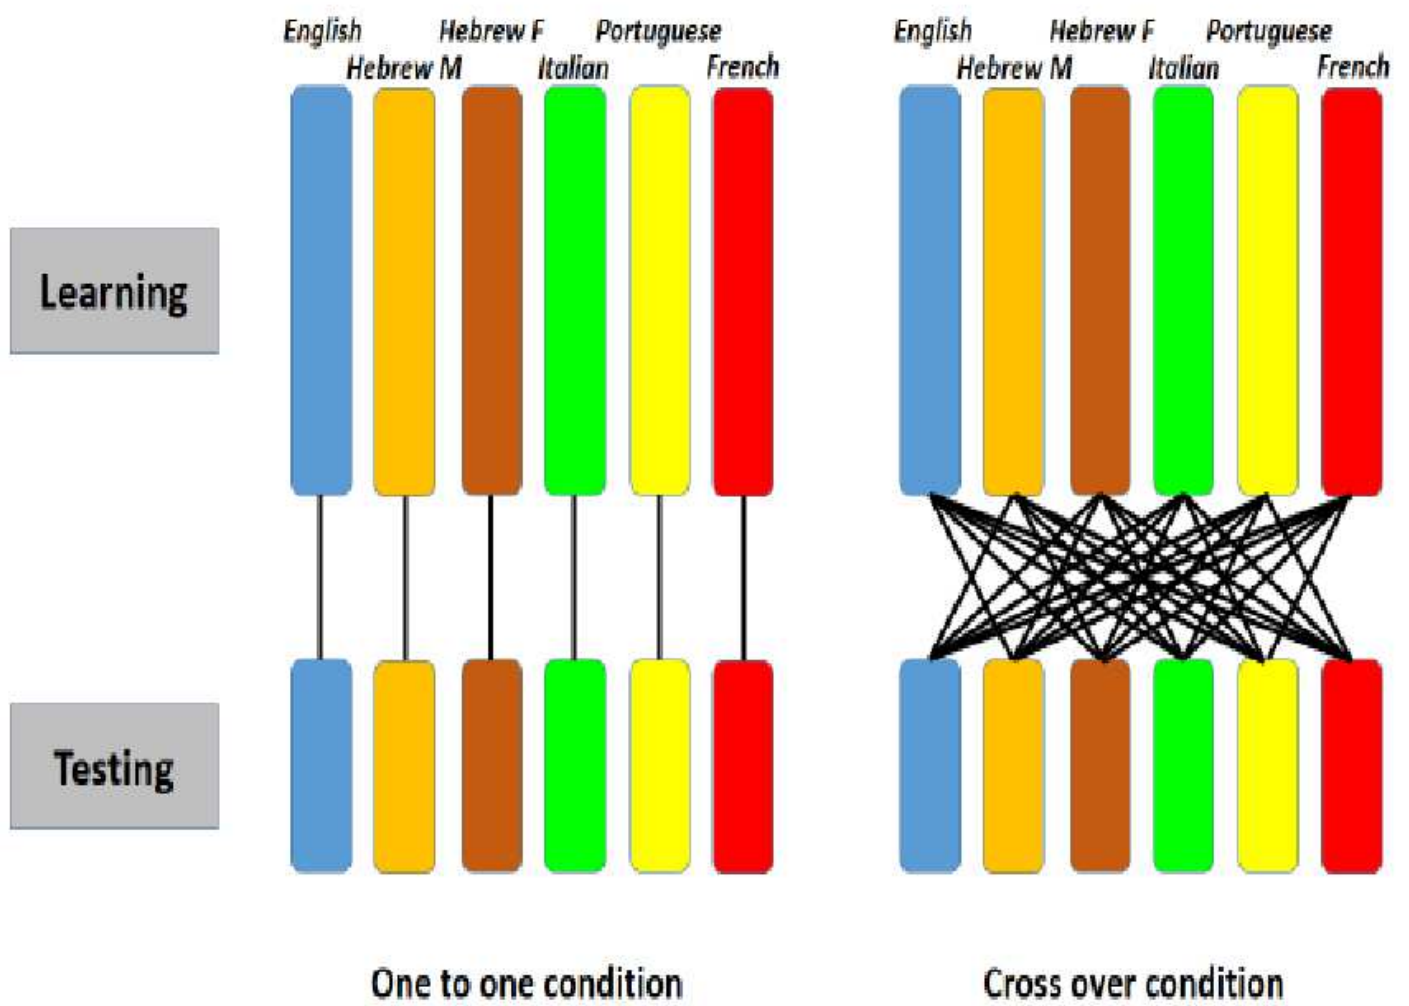 English Hebrew F Portuguese English Hebrew F Portuguese
Hebrew M Italian French Hebrew M Italian French
Learning
Testing
One to one condition Cross over condition